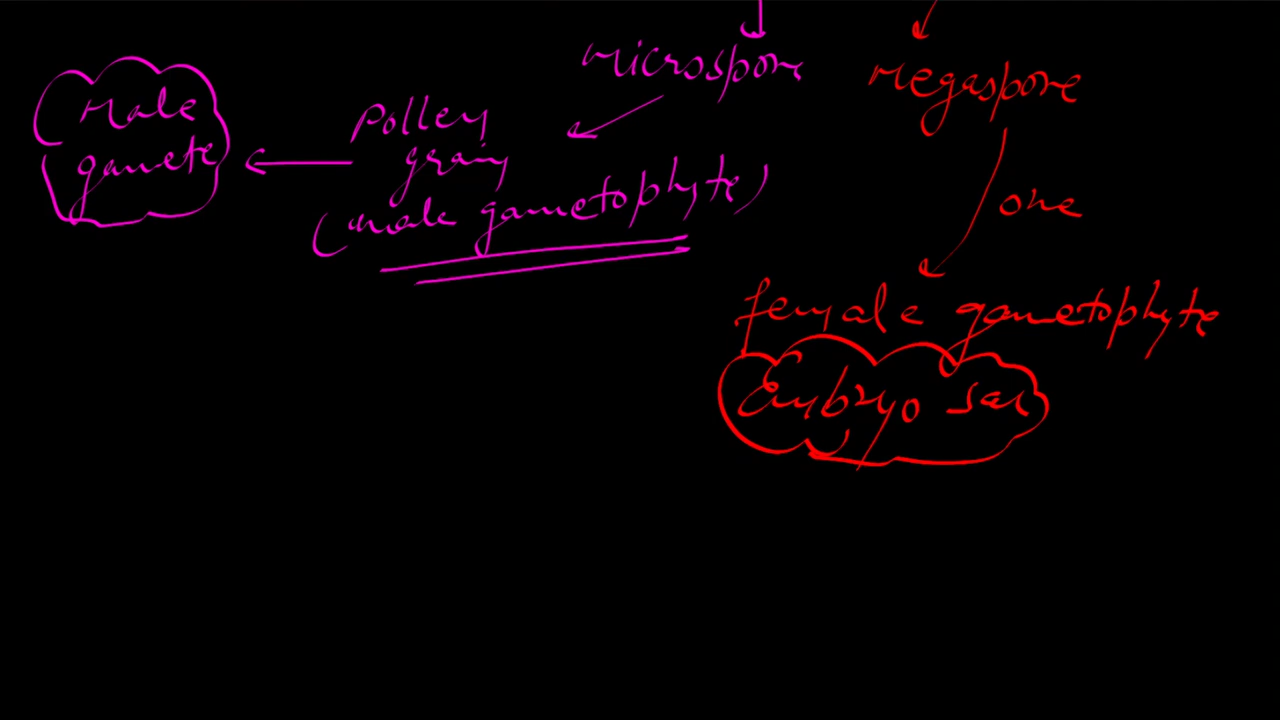 microspore
megaspore
Male
gamete
Pollen
grain
(male gametophyte)
one
female gametophyte
Embryo sac